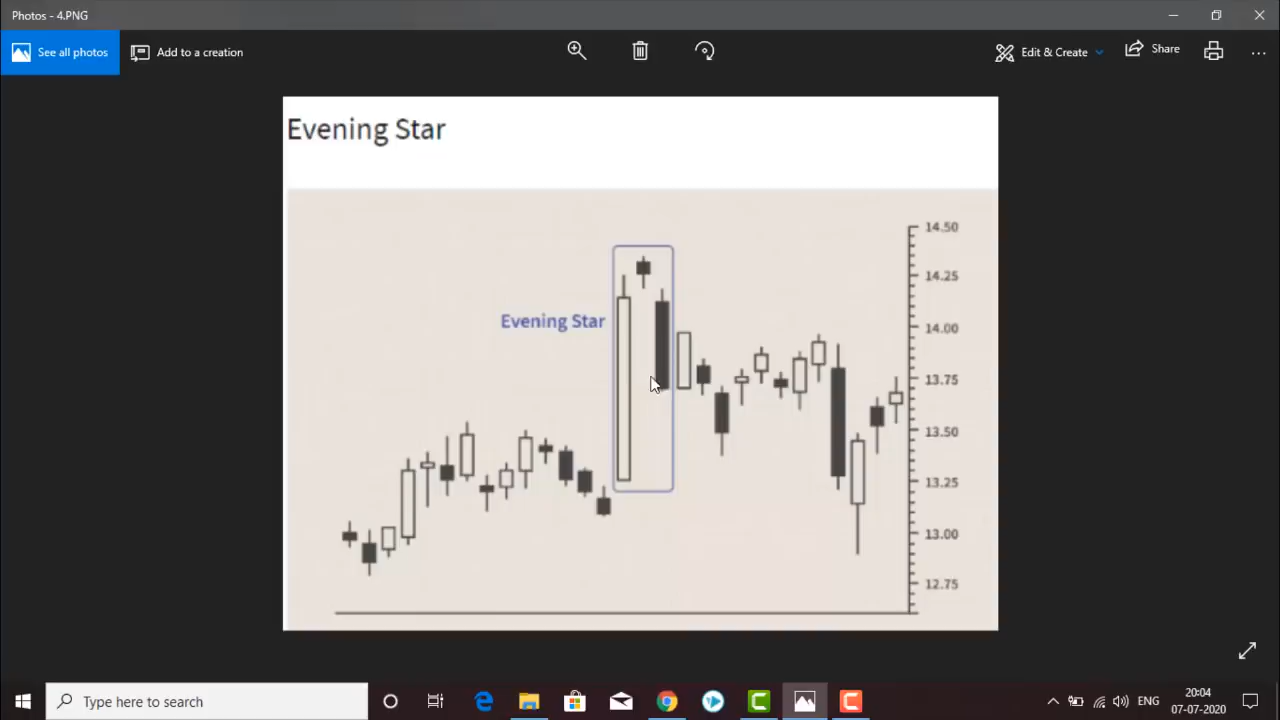 Photos - 4.PNG
See all photos
Add to a creation
Edit & Create
Share
Evening Star
14.50
14.25
Evening Star
14.00
13.75
13.50
13.25
13.00
12.75
Type here to search
ENG
20:04
07-07-2020